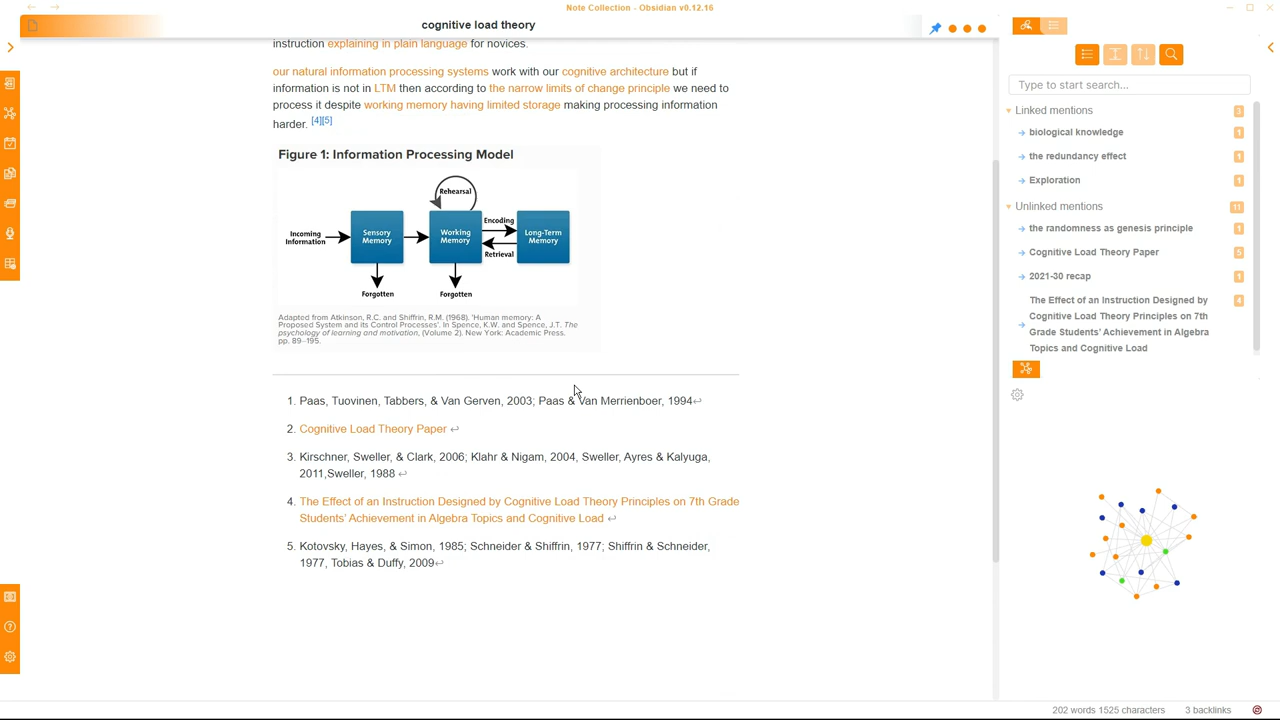 Note Collection - Obsidian v0.12.16
cognitive load theory
instruction explaining in plain language for novices.
our natural information processing systems work with our cognitive architecture but if
information is not in LTM then according to the narrow limits of change principle we need to
process it despite working memory having limited storage making processing information
harder. [4][5]
Figure 1: Information Processing Model
Rehearsal
Incoming
Information
Sensory
Memory
Working
Memory
Encoding
Retrieval
Long-Term
Memory
Forgotten
Forgotten
Adapted from Atkinson, R.C. and Shiffrin, R.M. (1968). 'Human memory: A
Proposed System and its Control Processes'. In Spence, K.W. and Spence, J.T. The
psychology of learning and motivation, (Volume 2). New York: Academic Press.
pp. 89–195.
1. Paas, Tuovinen, Tabbers, & Van Gerven, 2003; Paas & Van Merrienboer, 1994↩
2. Cognitive Load Theory Paper ↩
3. Kirschner, Sweller, & Clark, 2006; Klahr & Nigam, 2004, Sweller, Ayres & Kalyuga,
2011,Sweller, 1988 ↩
4. The Effect of an Instruction Designed by Cognitive Load Theory Principles on 7th Grade
Students' Achievement in Algebra Topics and Cognitive Load ↩
5. Kotovsky, Hayes, & Simon, 1985; Schneider & Shiffrin, 1977; Shiffrin & Schneider,
1977, Tobias & Duffy, 2009↩
Type to start search...
Linked mentions 3
biological knowledge 1
the redundancy effect 1
Exploration 1
Unlinked mentions 11
the randomness as genesis principle 1
Cognitive Load Theory Paper 5
2021-30 recap 1
The Effect of an Instruction Designed by 4
Cognitive Load Theory Principles on 7th
Grade Students' Achievement in Algebra
Topics and Cognitive Load
202 words 1525 characters 3 backlinks